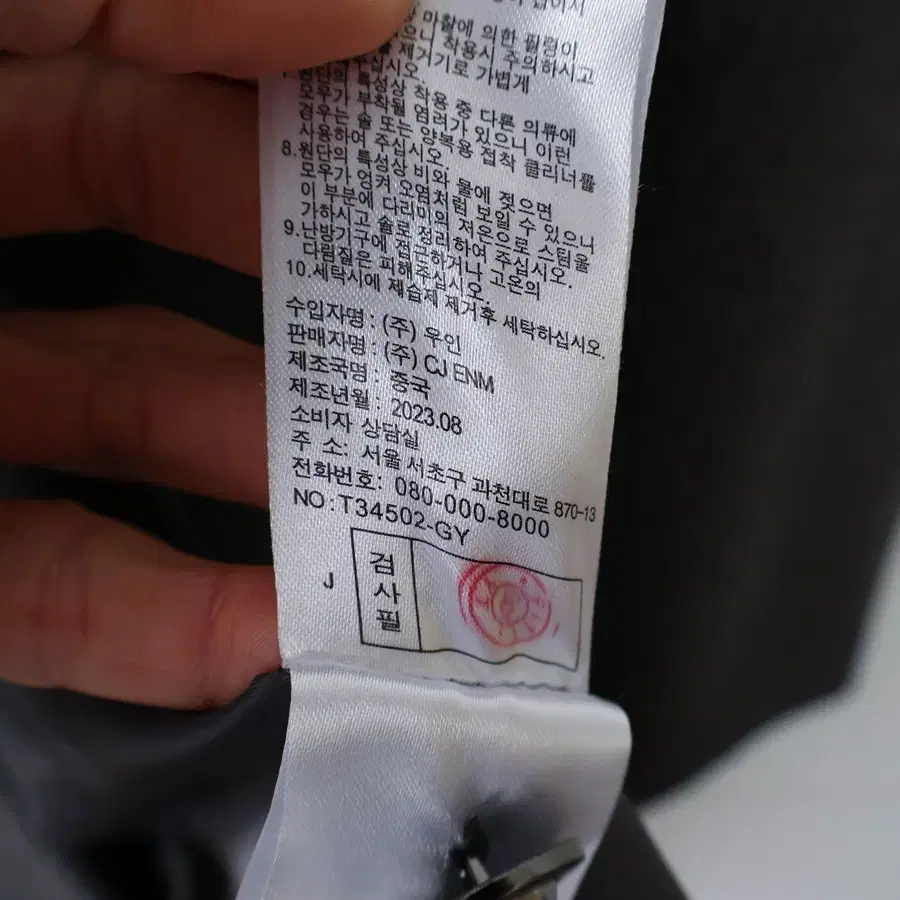 마찰에 의한 필링이
으니 착용시 주의하시고
제거기로 가볍게
주십시오.
원단의 특성상 착용 중 다른 의류에
모우가 부착될 염려가 있으니 이런
경우는 솔 또는 양복용 접착 클리너를
사용하여 주십시오.
8.원단의 특성상 비와 물에 젖으면
모우가 엉켜 오염처럼 보일 수 있으니
이 부분에 다리미의 저온으로 스팀을
가하시고 솔로 정리하여 주십시오.
9.난방기구에 접근하거나 고온의
다림질은 피해주십시오.
10.세탁시에 제습제 제거후 세탁하십시오.
수입자명 : (주) 우인
판매자명 : (주) CJ ENM
제조국명 : 중국
제조년월 : 2023.08
소비자 상담실
주 소: 서울 서초구 과천대로 870-13
전화번호: 080-000-8000
NO : T34502-GY
J
검사필